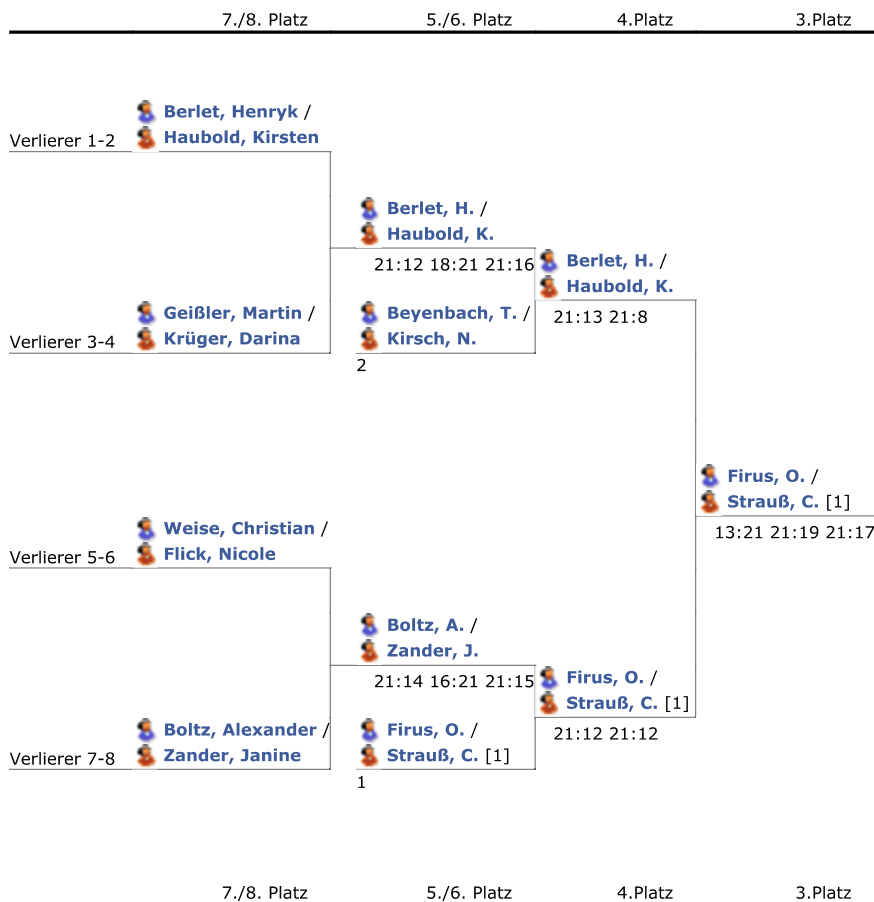 7./8. Platz 5./6. Platz 4.Platz 3.Platz
Berlet, Henryk /
Verlierer 1-2 Haubold, Kirsten
Berlet, H. /
Haubold, K.
21:12 18:21 21:16
Berlet, H. /
Haubold, K.
21:13 21:8
Geißler, Martin /
Verlierer 3-4 Krüger, Darina
Beyenbach, T. /
Kirsch, N.
2
Firus, O. /
Strauß, C. [1]
13:21 21:19 21:17
Weise, Christian /
Verlierer 5-6 Flick, Nicole
Boltz, A. /
Zander, J.
21:14 16:21 21:15
Firus, O. /
Strauß, C. [1]
21:12 21:12
Boltz, Alexander /
Verlierer 7-8 Zander, Janine
Firus, O. /
Strauß, C. [1]
1
7./8. Platz 5./6. Platz 4.Platz 3.Platz